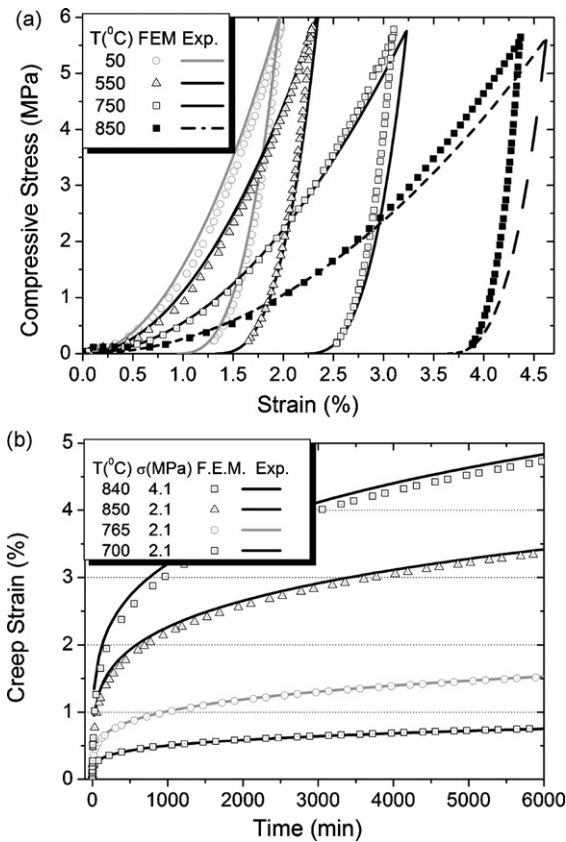 (a)
T(⁰C) FEM Exp.
50
550
750
850
Compressive Stress (MPa)
6
5
4
3
2
1
0
0.0 0.5 1.0 1.5 2.0 2.5 3.0 3.5 4.0 4.5
Strain (%)
(b)
T(⁰C) σ(MPa) F.E.M. Exp.
840 4.1
850 2.1
765 2.1
700 2.1
Creep Strain (%)
5
4
3
2
1
0
0 1000 2000 3000 4000 5000 6000
Time (min)